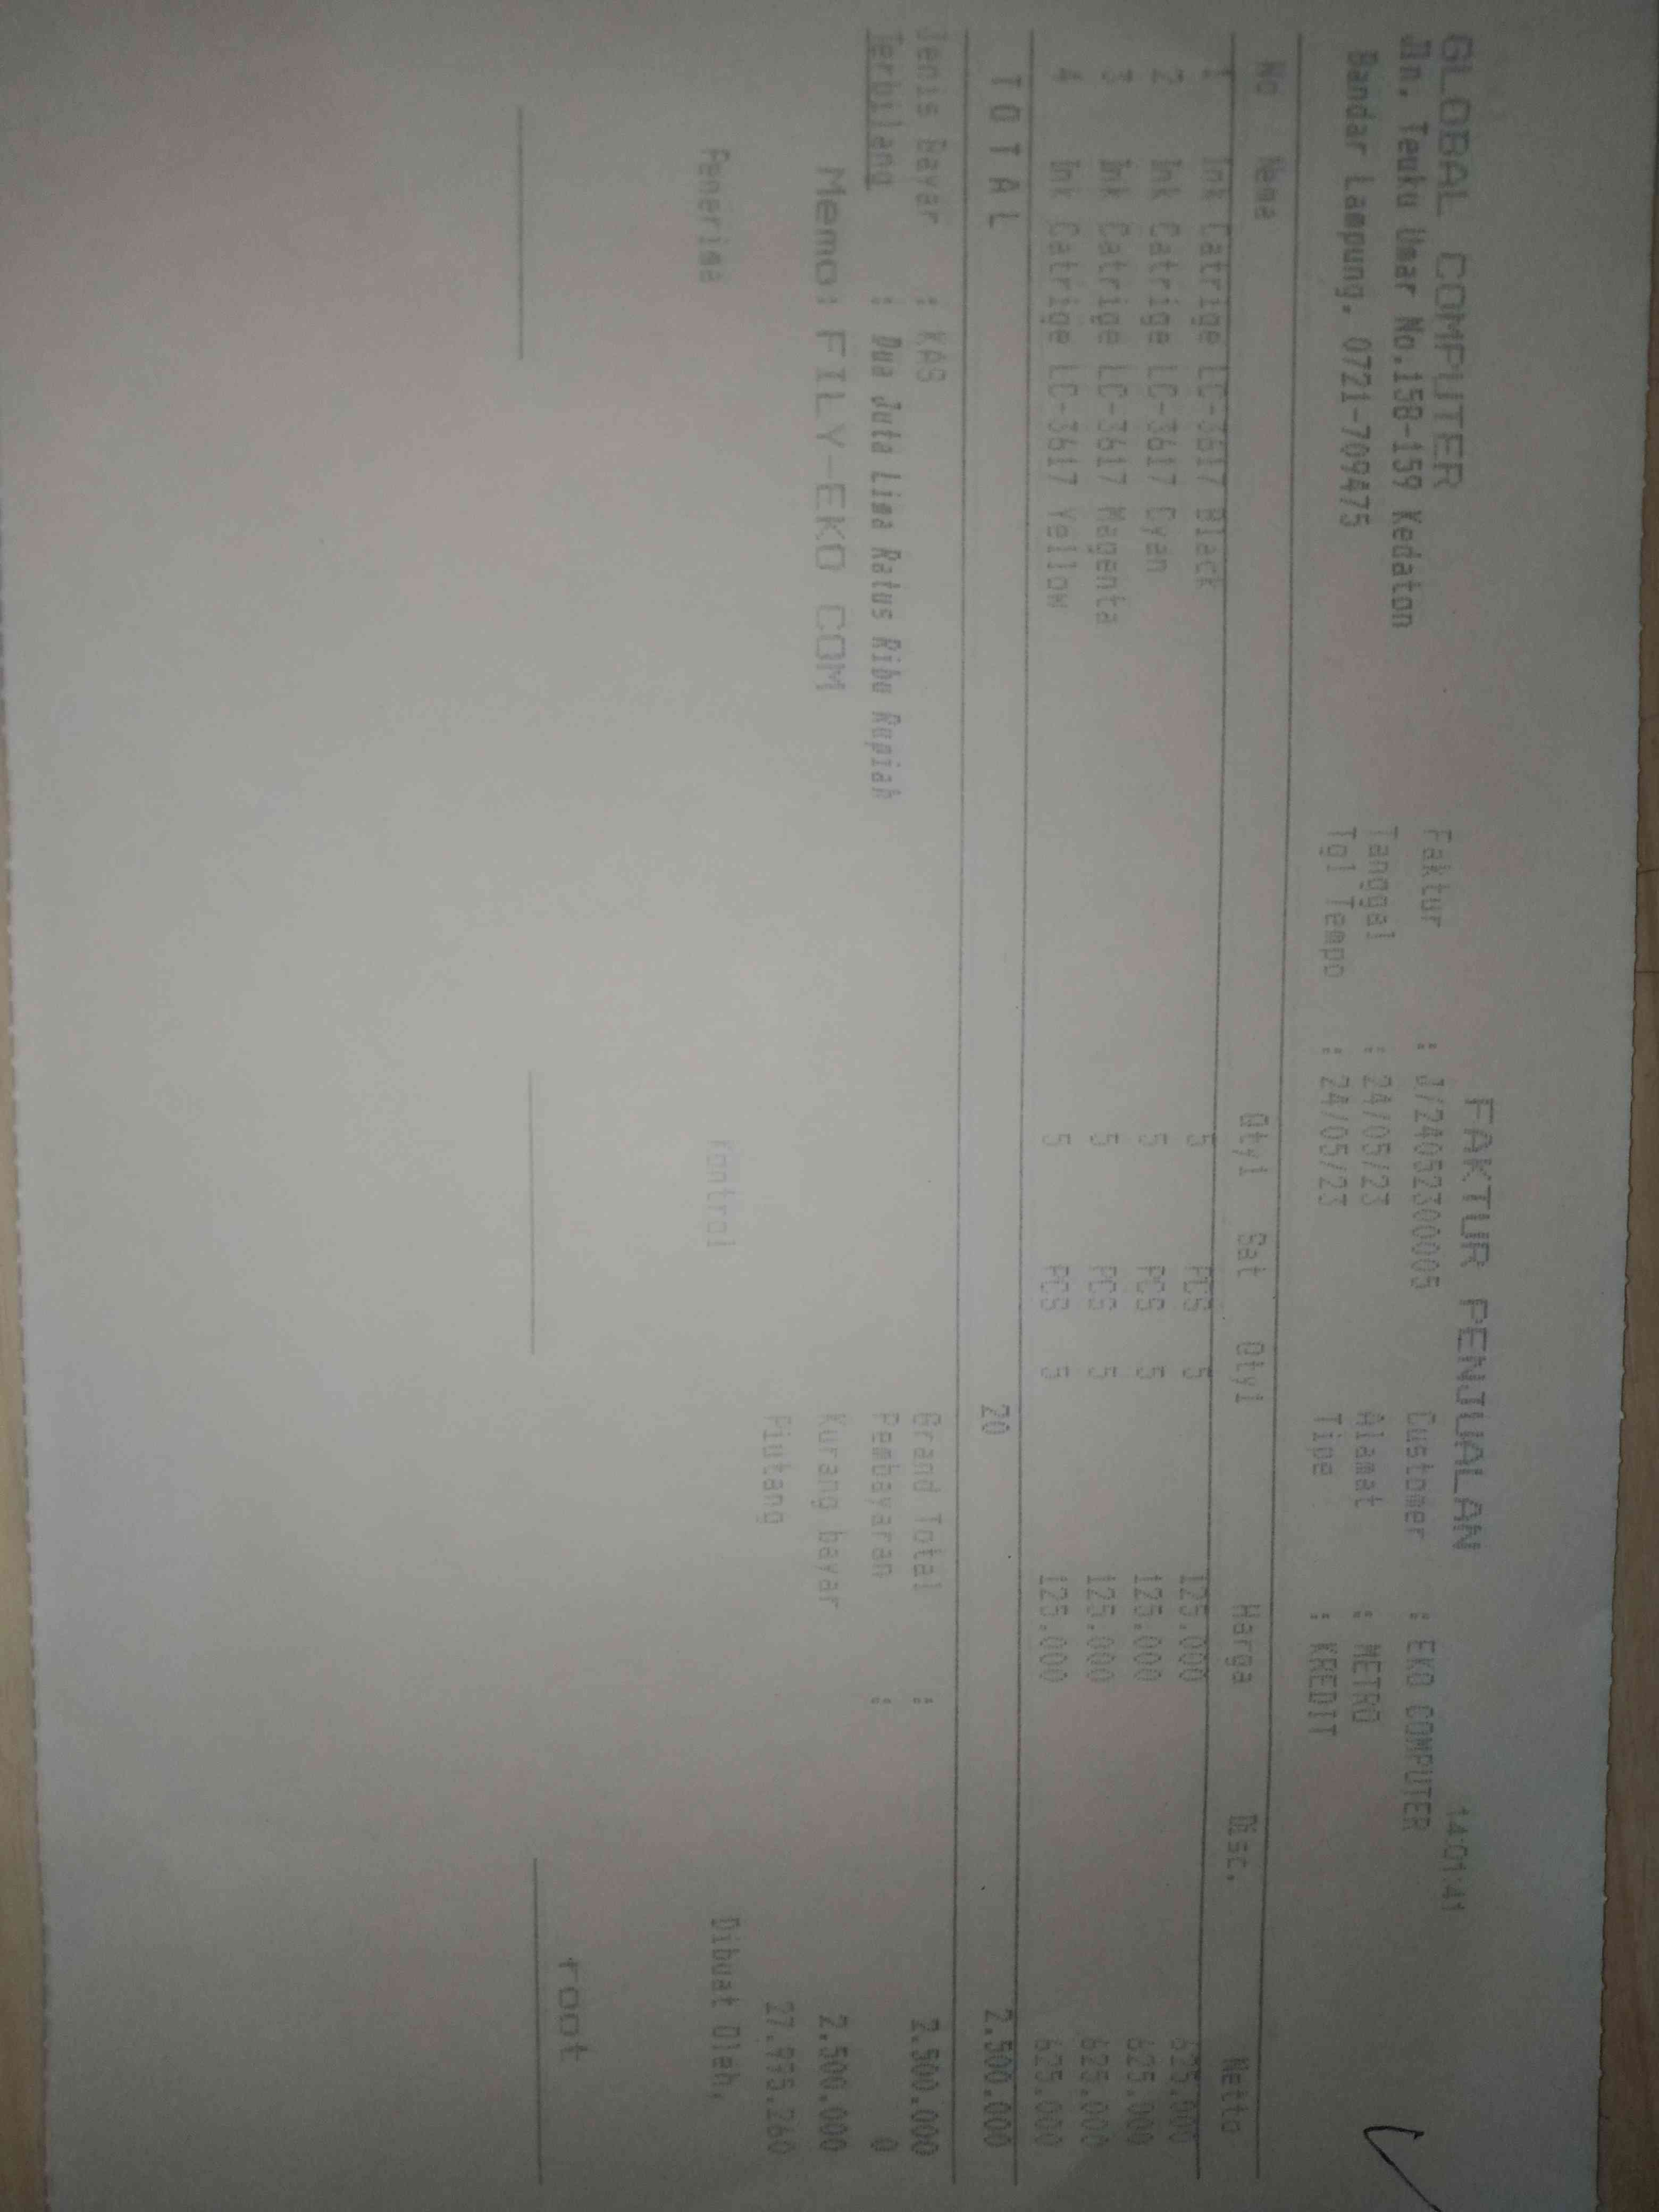 GLOBAL COMPUTER FAKTUR PENJUALAN 14:01:41
Jln. Teuku Umar No.158-159 Kedaton Faktur : J/2405230005 Customer : EKO COMPUTER
Bandar Lampung. 0721-709475 Tanggal : 24/05/23 Alamat : METRO
Tgl Tempo : 24/05/23 Tipe : KREDIT
No Nama Qty1 Sat Qty1 Harga Disc. Netto
1 Ink Catrige LC-3617 Black 5 PCS 5 125.000 625.000
2 Ink Catrige LC-3617 Cyan 5 PCS 5 125.000 625.000
3 Ink Catrige LC-3617 Magenta 5 PCS 5 125.000 625.000
4 Ink Catrige LC-3617 Yellow 5 PCS 5 125.000 625.000
T O T A L 20 2.500.000
Jenis Bayar : KAS Grand Total : 2.500.000
Terbilang : Dua Juta Lima Ratus Ribu Rupiah Pembayaran : 0
Memo: FILY-EKO COM Kurang bayar 2.500.000
Piutang 27.975.260
Penerima Kontrol Dibuat Oleh,
root